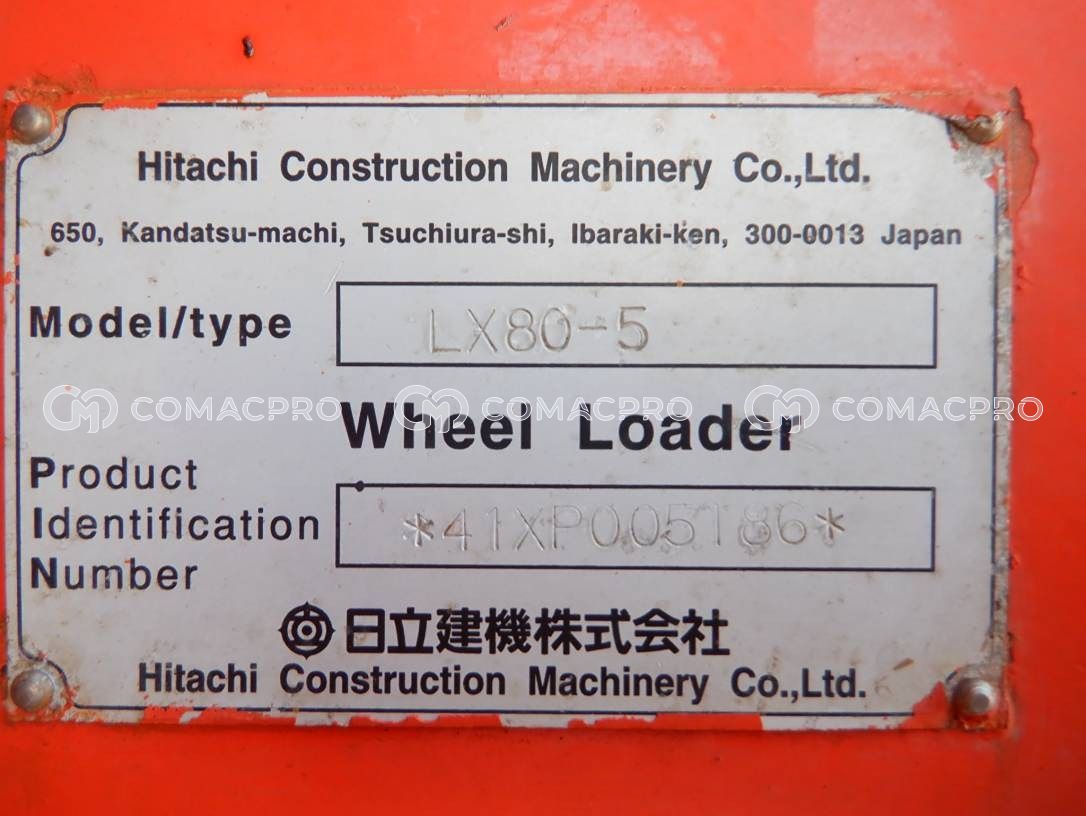 Hitachi Construction Machinery Co.,Ltd.
650, Kandatsu-machi, Tsuchiura-shi, Ibaraki-ken, 300-0013 Japan
Model/type LX80-5
COMACPRO COMACPRO COMACPRO
Wheel Loader
Product
Identification
Number
*41XP005186*
日立建機株式会社
Hitachi Construction Machinery Co.,Ltd.